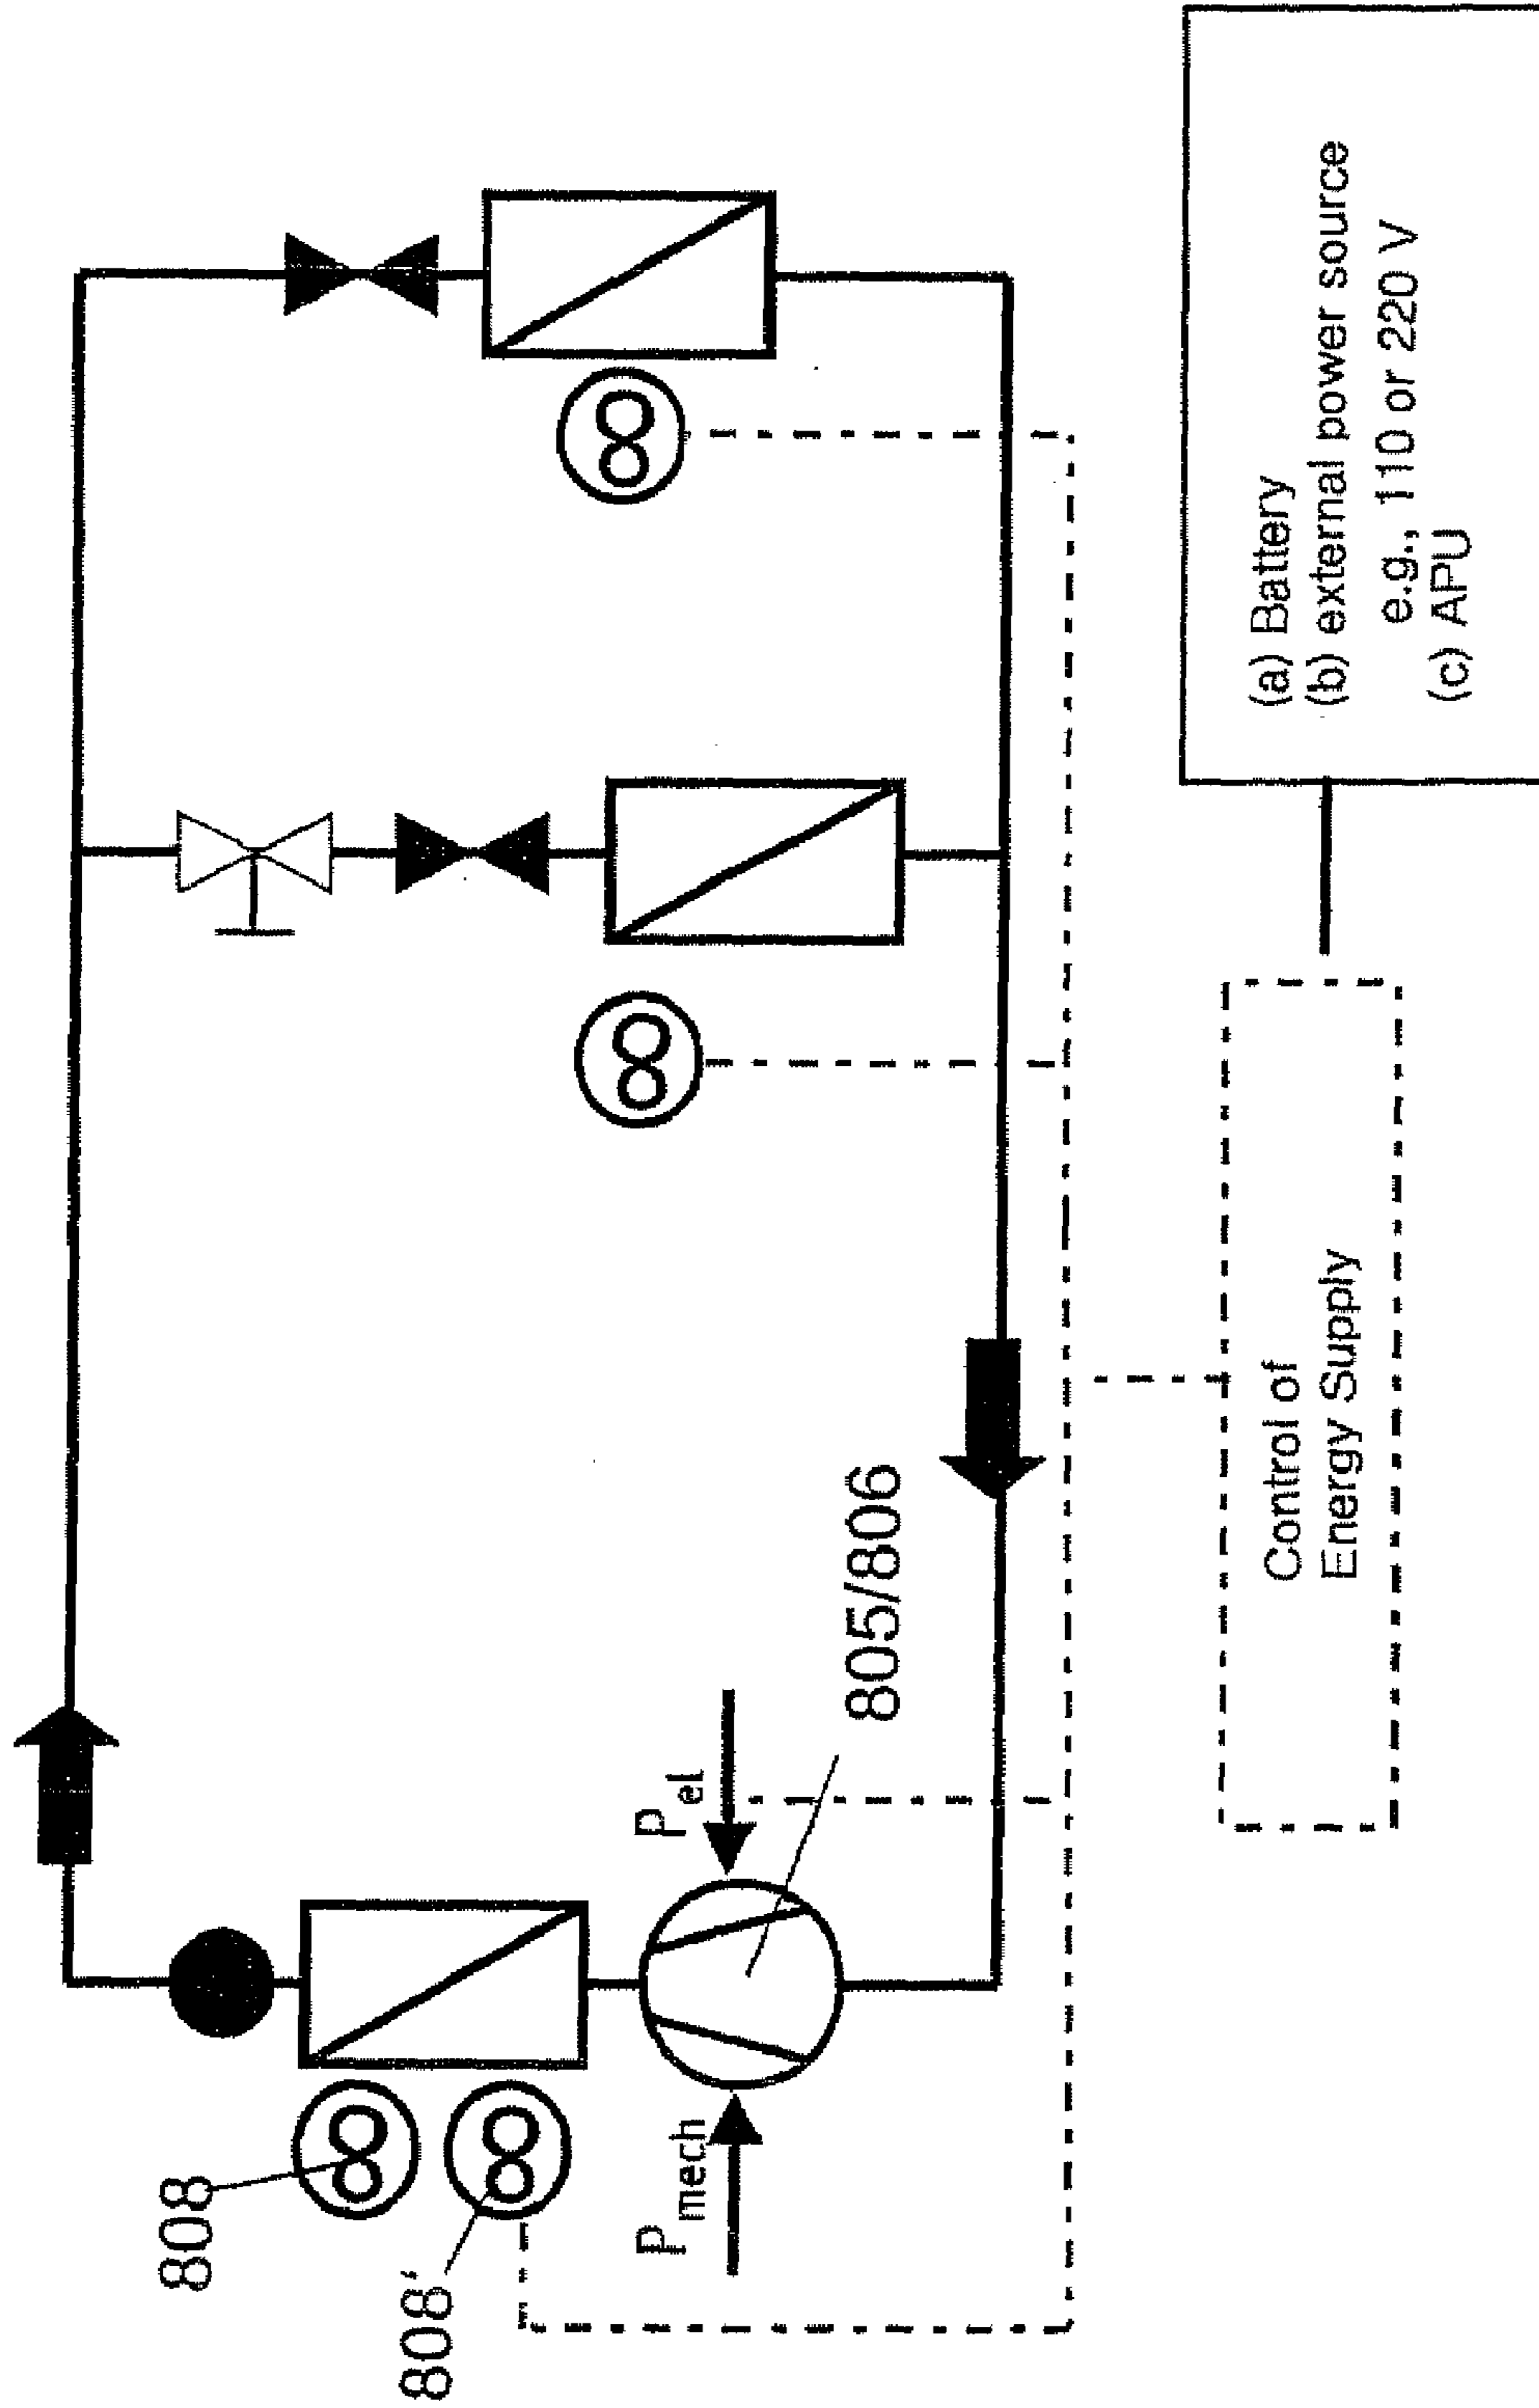 808
808'
P mech
P el
805/806
Control of
Energy Supply
(a) Battery
(b) external power source
e.g., 110 or 220 V
(c) APU